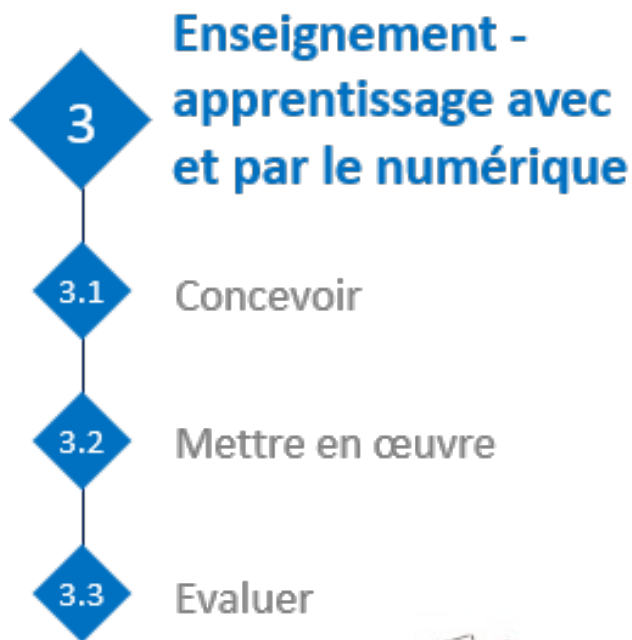 3
Enseignement -
apprentissage avec
et par le numérique
3.1 Concevoir
3.2 Mettre en œuvre
3.3 Evaluer